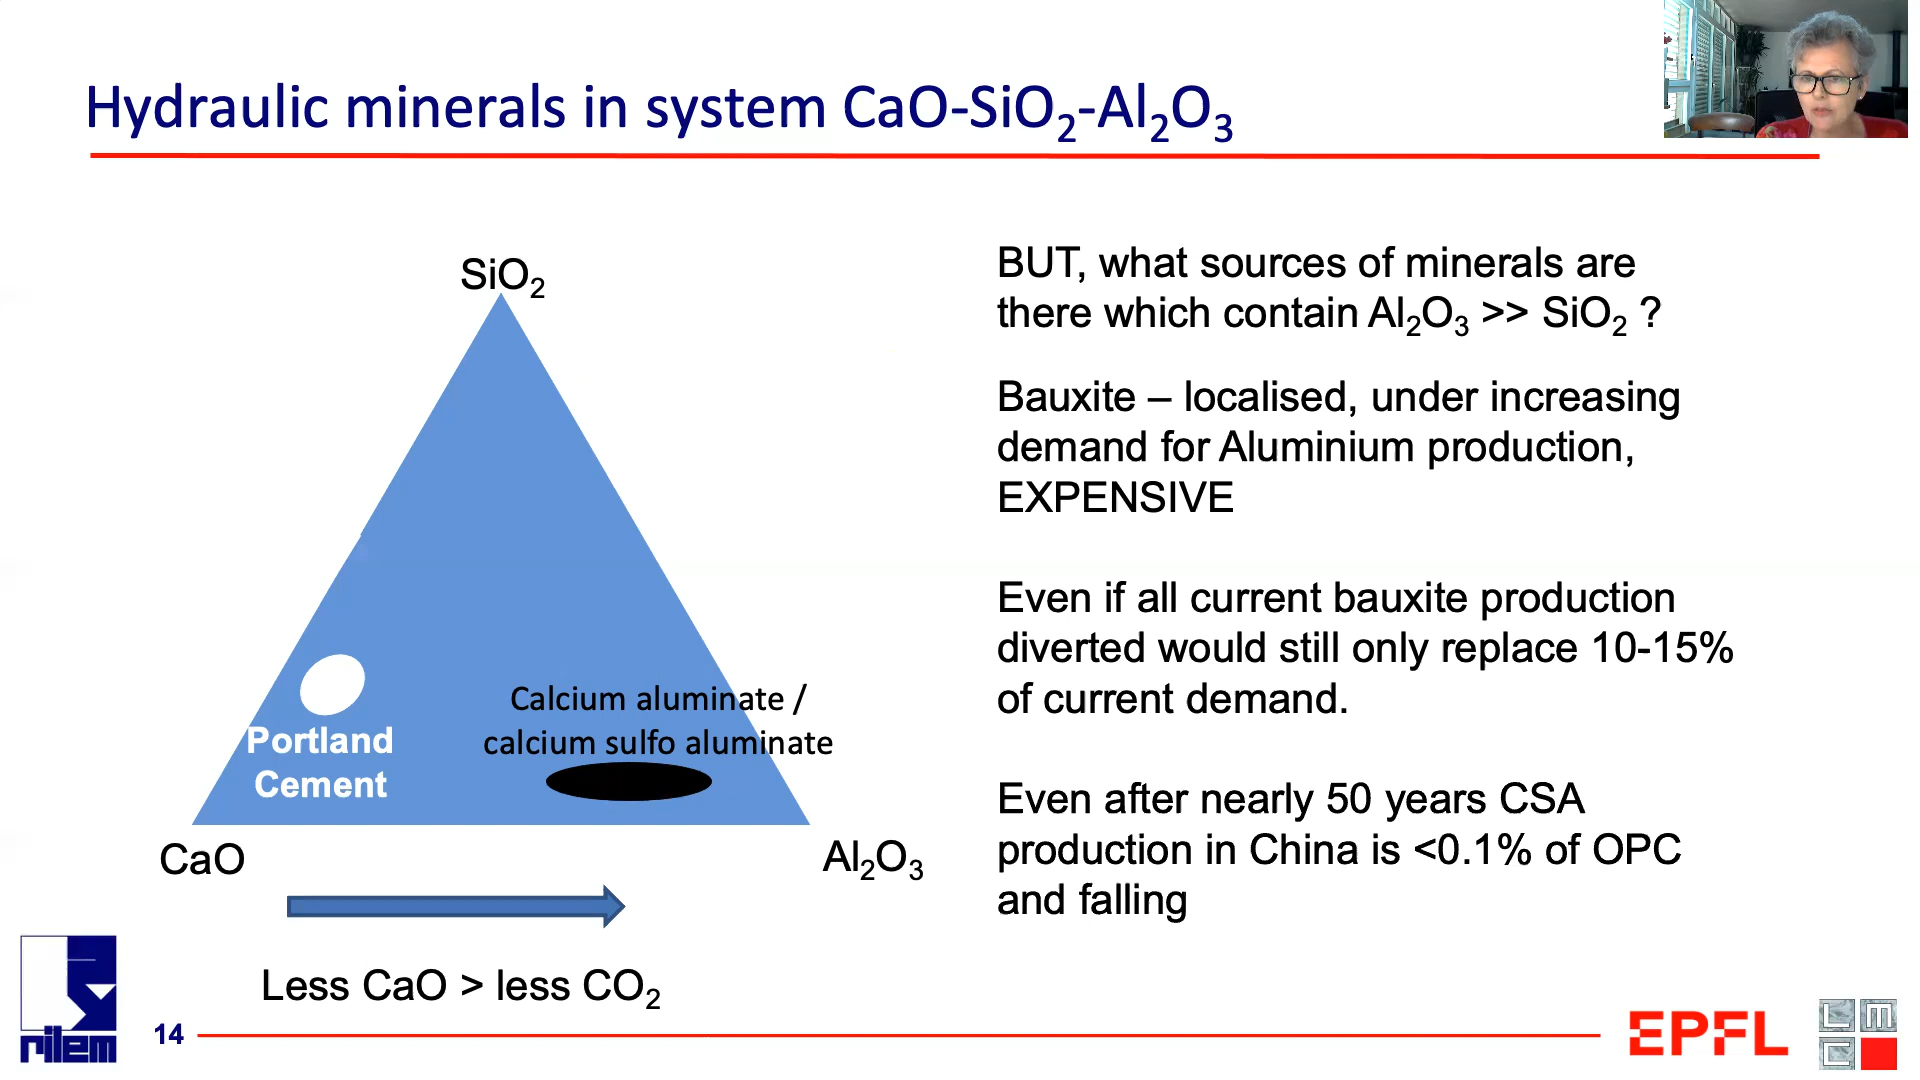 Hydraulic minerals in system CaO-SiO₂-Al₂O₃
SiO₂
Portland
Cement
Calcium aluminate /
calcium sulfo aluminate
CaO
Al₂O₃
Less CaO > less CO₂
BUT, what sources of minerals are
there which contain Al₂O₃ >> SiO₂ ?
Bauxite – localised, under increasing
demand for Aluminium production,
EXPENSIVE
Even if all current bauxite production
diverted would still only replace 10-15%
of current demand.
Even after nearly 50 years CSA
production in China is <0.1% of OPC
and falling
rilem
14
EPFL
L M
C